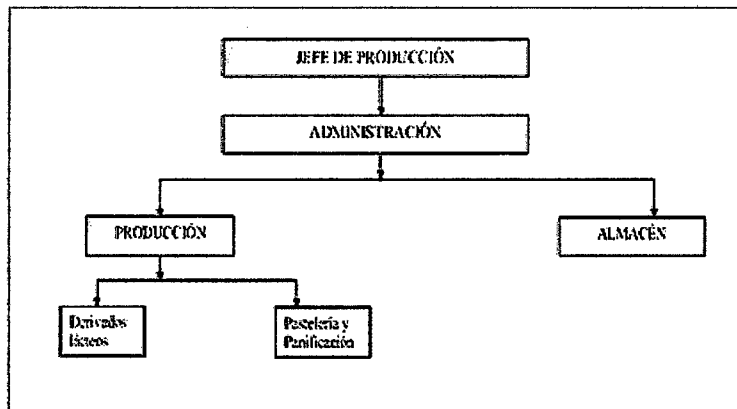 JEFE DE PRODUCCIÓN
ADMINISTRACIÓN
PRODUCCIÓN
ALMACÉN
Derivados
lácteos
Pastelería y
Panificación